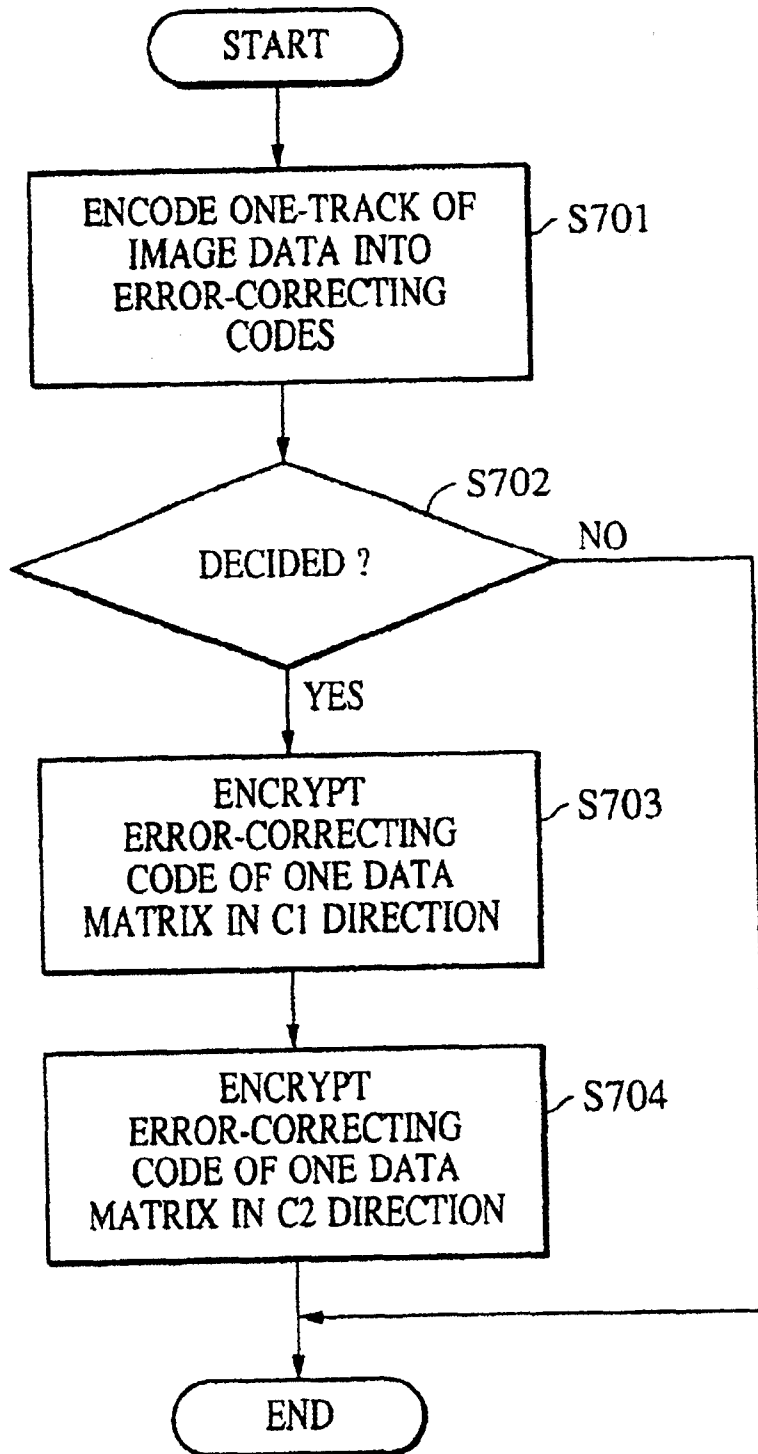 START
ENCODE ONE-TRACK OF
IMAGE DATA INTO
ERROR-CORRECTING
CODES
S701
S702
DECIDED ?
NO
YES
ENCRYPT
ERROR-CORRECTING
CODE OF ONE DATA
MATRIX IN C1 DIRECTION
S703
ENCRYPT
ERROR-CORRECTING
CODE OF ONE DATA
MATRIX IN C2 DIRECTION
S704
END